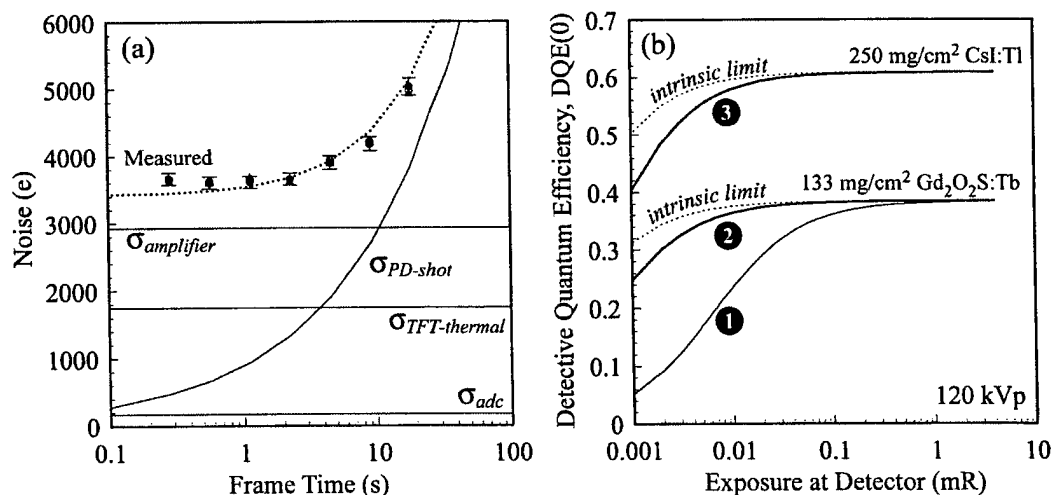 (a)
Noise (e)
6000
5000
4000
3000
2000
1000
0
Measured
σamplifier
σPD-shot
σTFT-thermal
σadc
0.1
1
10
100
Frame Time (s)
(b)
Detective Quantum Efficiency, DQE(0)
0.7
0.6
0.5
0.4
0.3
0.2
0.1
0
250 mg/cm² CsI:Tl
intrinsic limit
3
133 mg/cm² Gd₂O₂S:Tb
intrinsic limit
2
1
120 kVp
0.001
0.01
0.1
1
10
Exposure at Detector (mR)